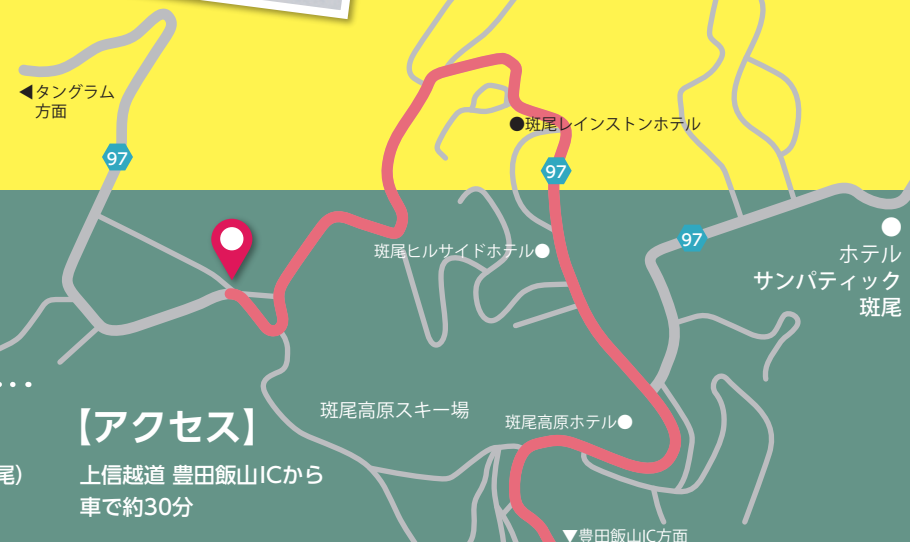 ◀タングラム
方面
97
●斑尾レインストンホテル
97
斑尾ヒルサイドホテル●
97
ホテル
サンパティック
斑尾
…
斑尾高原スキー場
斑尾高原ホテル●
【アクセス】
尾）
上信越道 豊田飯山ICから
車で約30分
▼豊田飯山IC方面